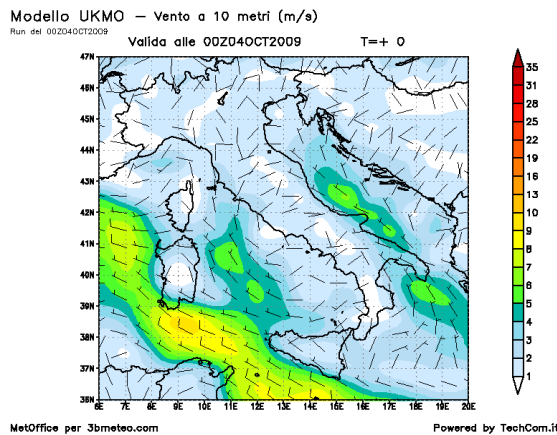 Modello UKMO – Vento a 10 metri (m/s)
Run del 00Z04OCT2009
Valida alle 00Z04OCT2009 T=+ 0
47N
46N
45N
44N
43N
42N
41N
40N
39N
38N
37N
36N
6E 7E 8E 9E 10E 11E 12E 13E 14E 15E 16E 17E 18E 19E 20E
35
31
28
25
22
19
16
13
10
9
8
7
6
5
4
3
2
1
MetOffice per 3bmeteo.com
Powered by TechCom.it